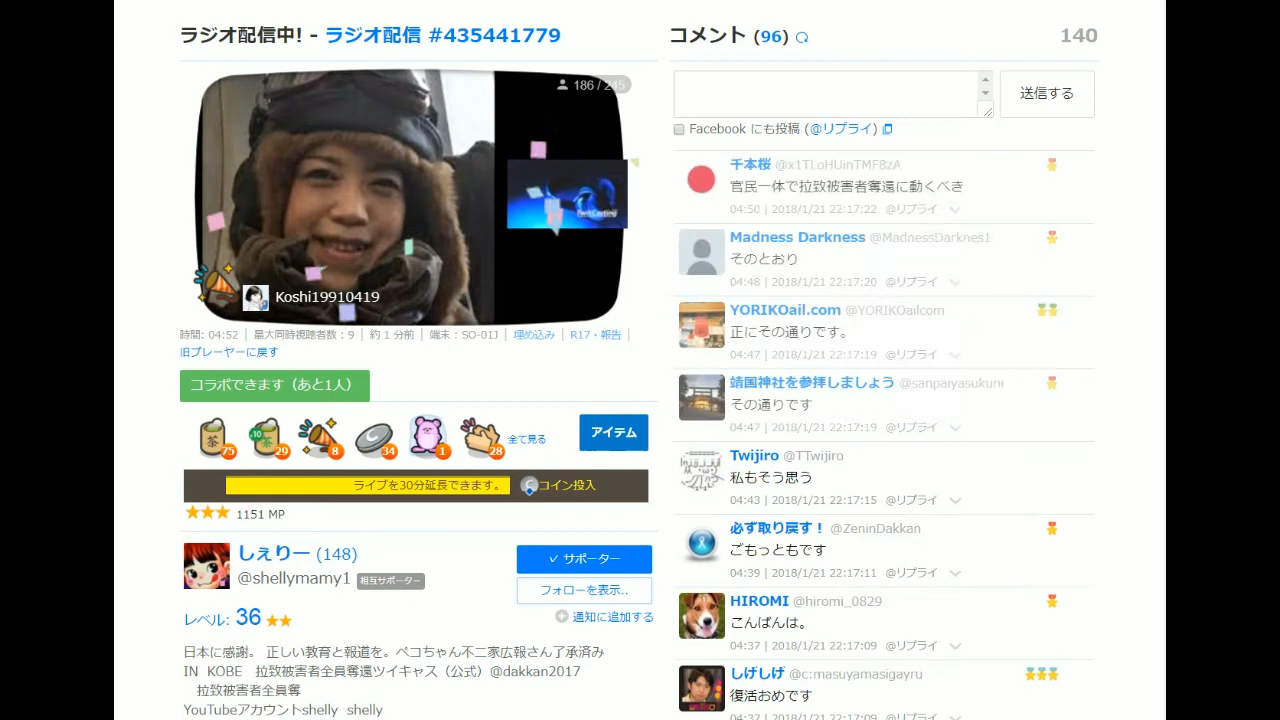 ラジオ配信中! - ラジオ配信 #435441779
186 / 245
Koshi19910419
時間: 04:52 | 最大同時視聴者数 : 9 | 約 1 分前 | 端末 : SO-01J | 埋め込み | R17・報告 |
旧プレーヤーに戻す
コラボできます（あと1人）
茶 75
+10 茶 29
8
34
1
28
全て見る
アイテム
ライブを30分延長できます。
C コイン投入
1151 MP
しぇりー (148)
@shellymamy1 相互サポーター
レベル: 36
✓ サポーター
フォローを表示..
通知に追加する
日本に感謝。 正しい教育と報道を。ペコちゃん不二家広報さん了承済み
IN KOBE 拉致被害者全員奪還ツイキャス（公式）@dakkan2017
拉致被害者全員奪
YouTubeアカウントshelly shelly
コメント (96)
140
送信する
Facebook にも投稿 (@リプライ)
千本桜 @x1TLoHUinTMF8zA
官民一体で拉致被害者奪還に動くべき
04:50 | 2018/1/21 22:17:22 @リプライ
Madness Darkness @MadnessDarknes1
そのとおり
04:48 | 2018/1/21 22:17:20 @リプライ
YORIKOail.com @YORIKOailcom
正にその通りです。
04:47 | 2018/1/21 22:17:19 @リプライ
靖国神社を参拝しましょう @sanpaiyasukuni
その通りです
04:47 | 2018/1/21 22:17:19 @リプライ
Twijiro @TTwijiro
私もそう思う
04:43 | 2018/1/21 22:17:15 @リプライ
必ず取り戻す！ @ZeninDakkan
ごもっともです
04:39 | 2018/1/21 22:17:11 @リプライ
HIROMI @hiromi_0829
こんばんは。
04:37 | 2018/1/21 22:17:09 @リプライ
しげしげ @c:masuyamasigayru
復活おめです
04:37 | 2018/1/21 22:17:09 @リプライ